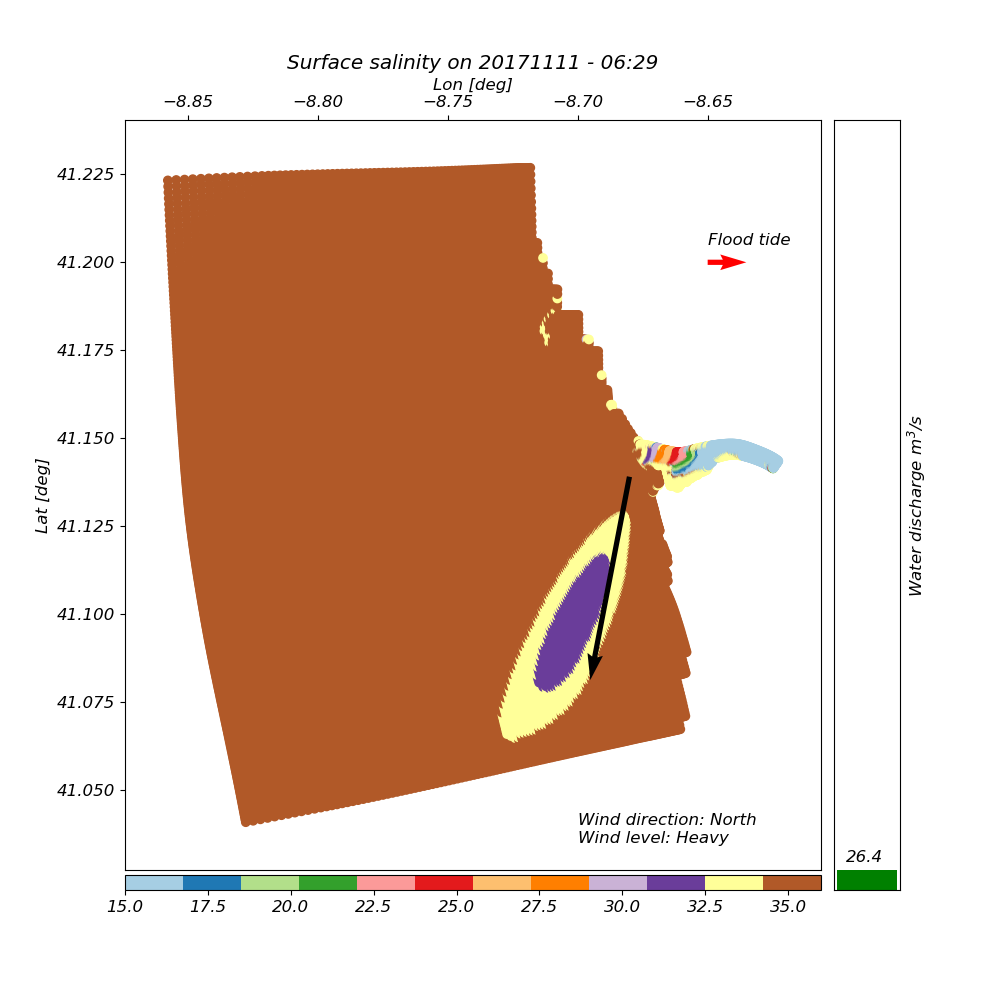 Surface salinity on 20171111 - 06:29
Lon [deg]
−8.85 −8.80 −8.75 −8.70 −8.65
41.225
41.200
41.175
41.150
41.125
41.100
41.075
41.050
Lat [deg]
Flood tide
Wind direction: North
Wind level: Heavy
15.0 17.5 20.0 22.5 25.0 27.5 30.0 32.5 35.0
26.4
Water discharge m³/s